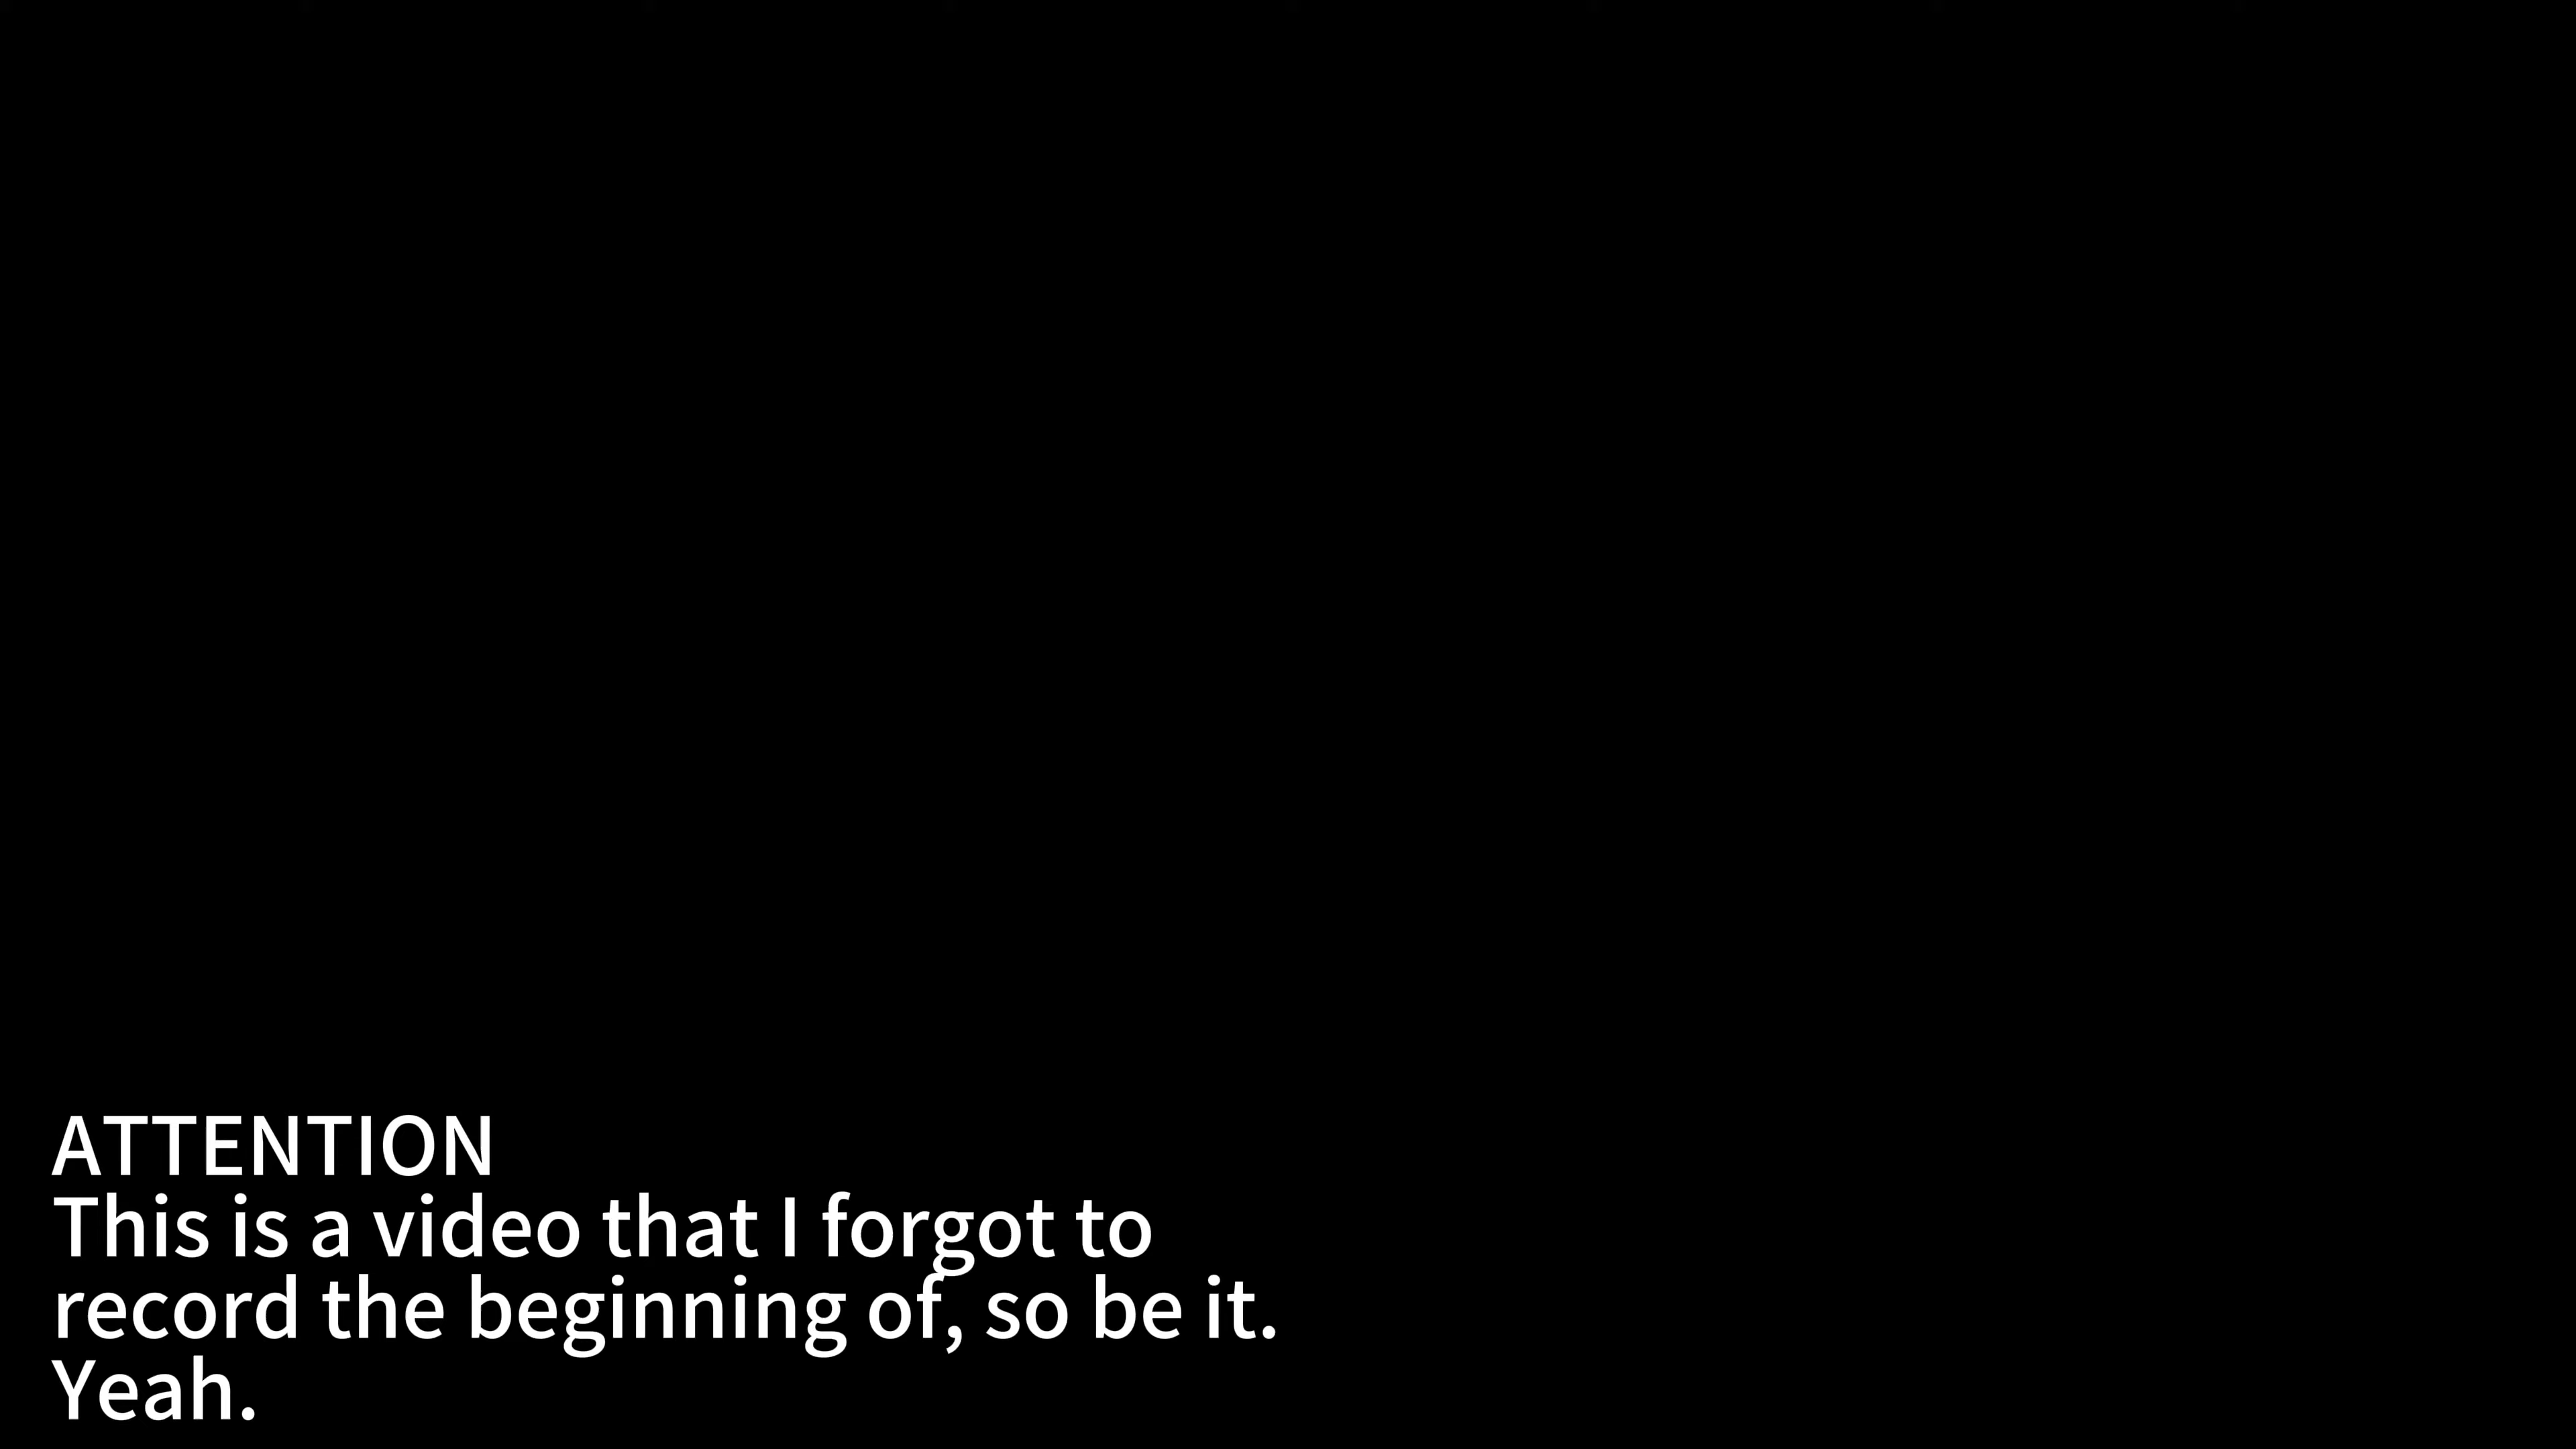 ATTENTION
This is a video that I forgot to
record the beginning of, so be it.
Yeah.